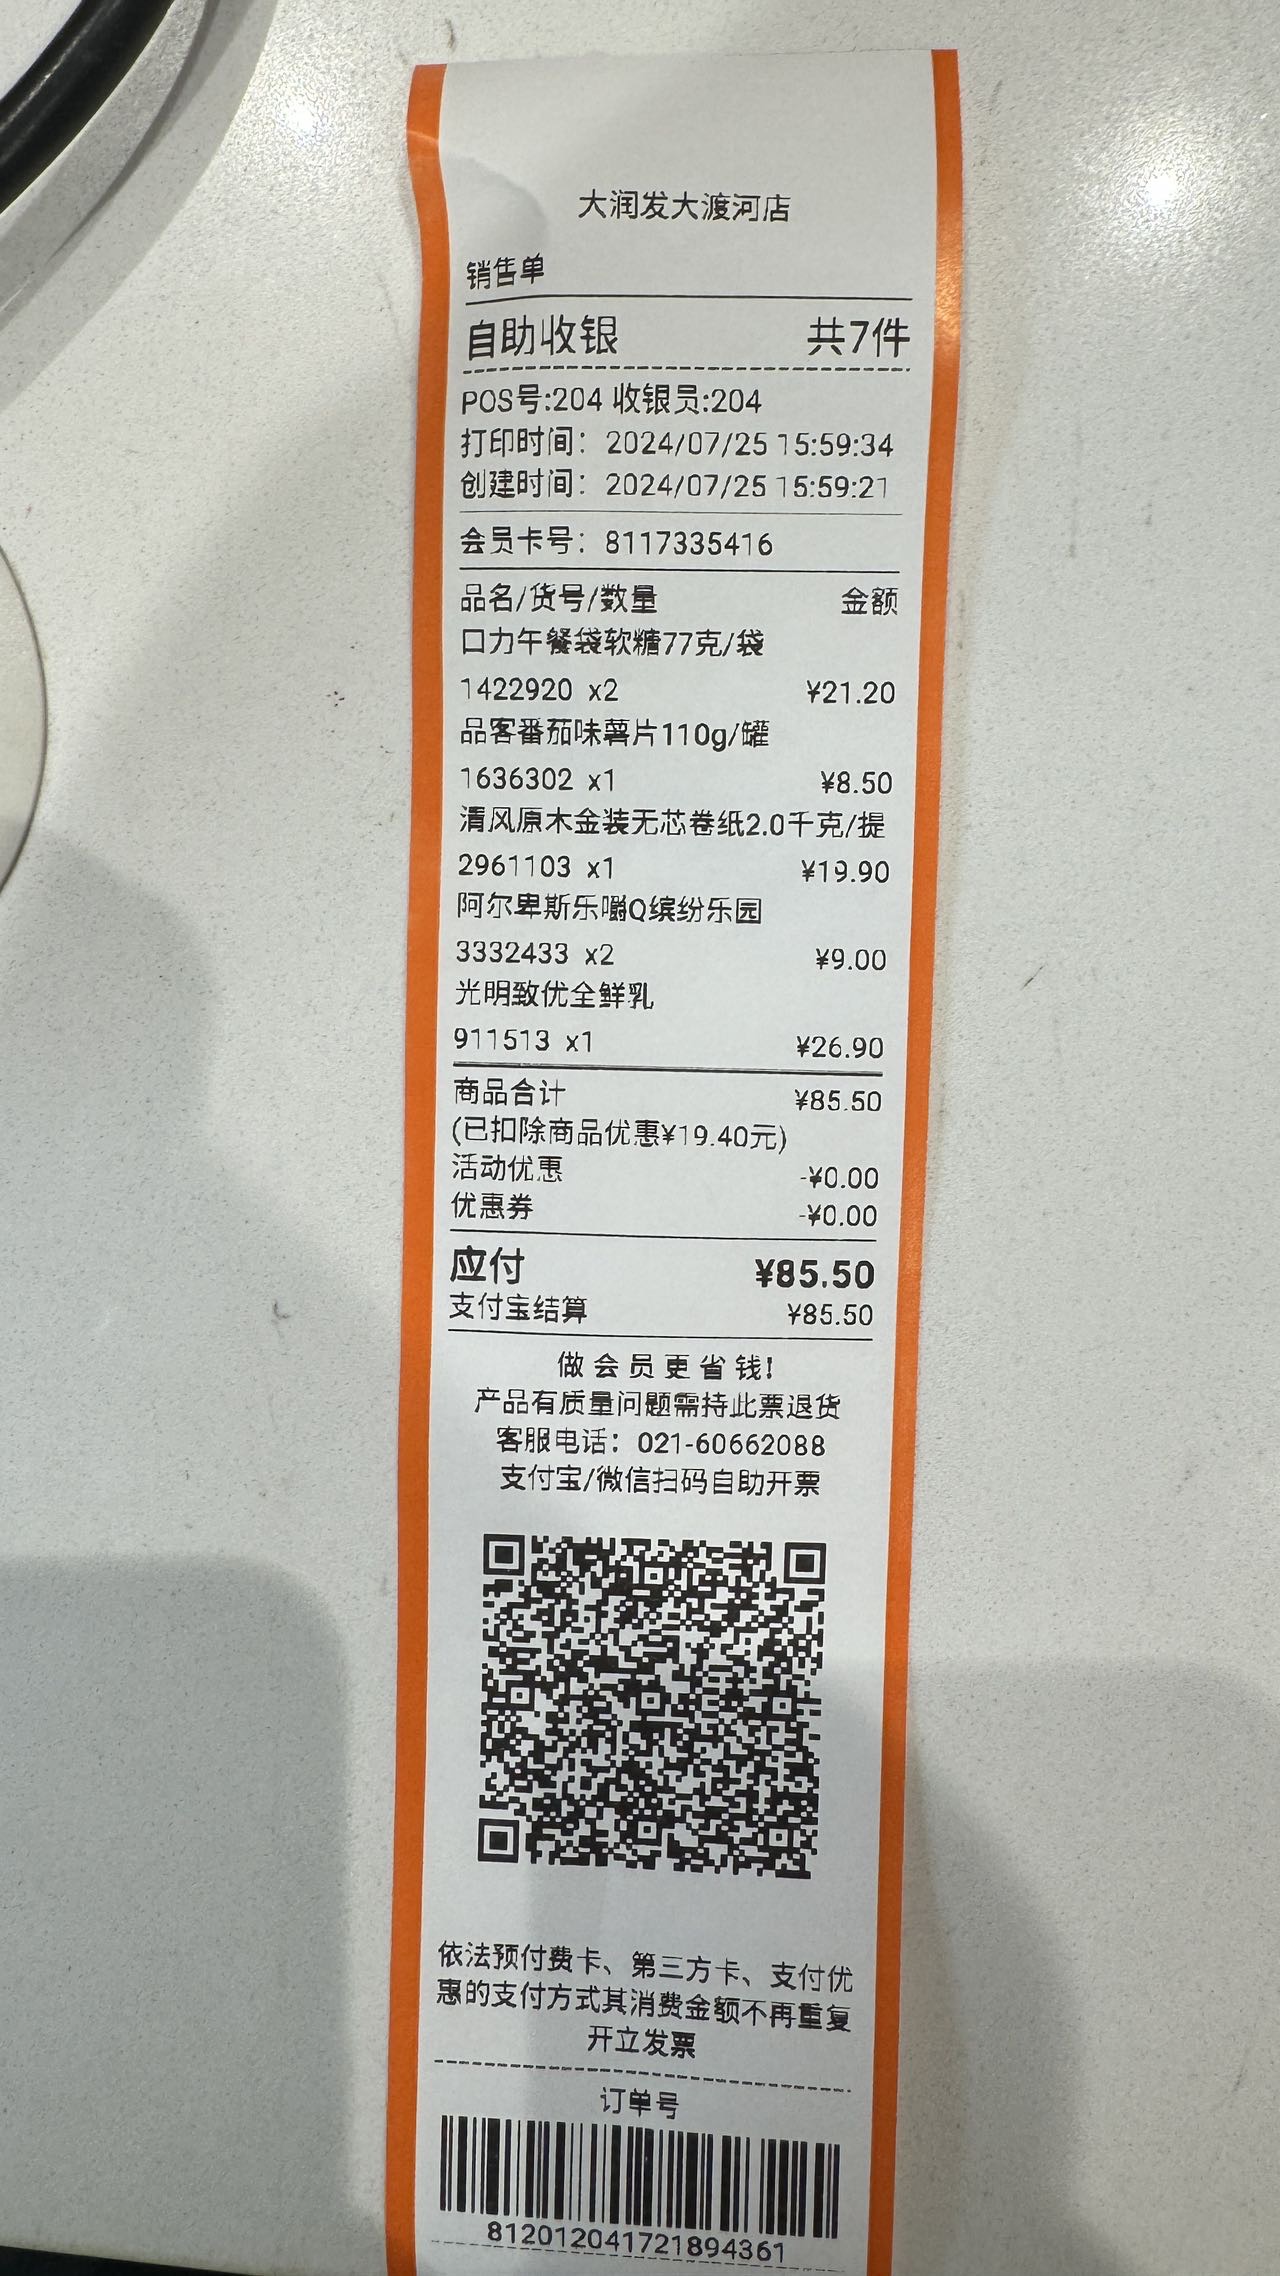 大润发大渡河店
销售单
自助收银 共7件
POS号:204 收银员:204
打印时间：2024/07/25 15:59:34
创建时间：2024/07/25 15:59:21
会员卡号：8117335416
品名/货号/数量 金额
口力午餐袋软糖77克/袋
1422920 x2 ¥21.20
品客番茄味薯片110g/罐
1636302 x1 ¥8.50
清风原木金装无芯卷纸2.0千克/提
2961103 x1 ¥19.90
阿尔卑斯乐嚼Q缤纷乐园
3332433 x2 ¥9.00
光明致优全鲜乳
911513 x1 ¥26.90
商品合计 ¥85.50
(已扣除商品优惠¥19.40元)
活动优惠 -¥0.00
优惠券 -¥0.00
应付 ¥85.50
支付宝结算 ¥85.50
做会员更省钱!
产品有质量问题需持此票退货
客服电话：021-60662088
支付宝/微信扫码自助开票
依法预付费卡、第三方卡、支付优
惠的支付方式其消费金额不再重复
开立发票
订单号
812012041721894361